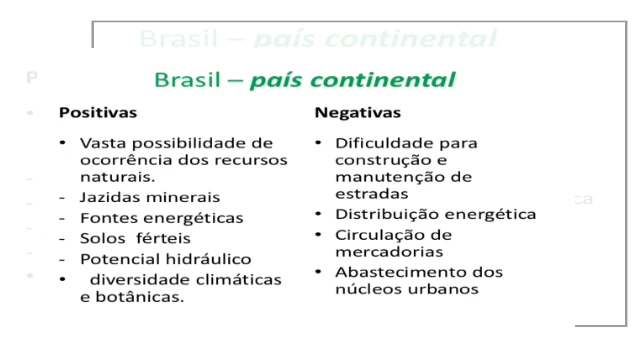 Brasil – país continental
Brasil – país continental
Positivas
• Vasta possibilidade de
ocorrência dos recursos
naturais.
- Jazidas minerais
- Fontes energéticas
- Solos férteis
- Potencial hidráulico
• diversidade climáticas
e botânicas.
Negativas
• Dificuldade para
construção e
manutenção de
estradas
• Distribuição energética
• Circulação de
mercadorias
• Abastecimento dos
núcleos urbanos